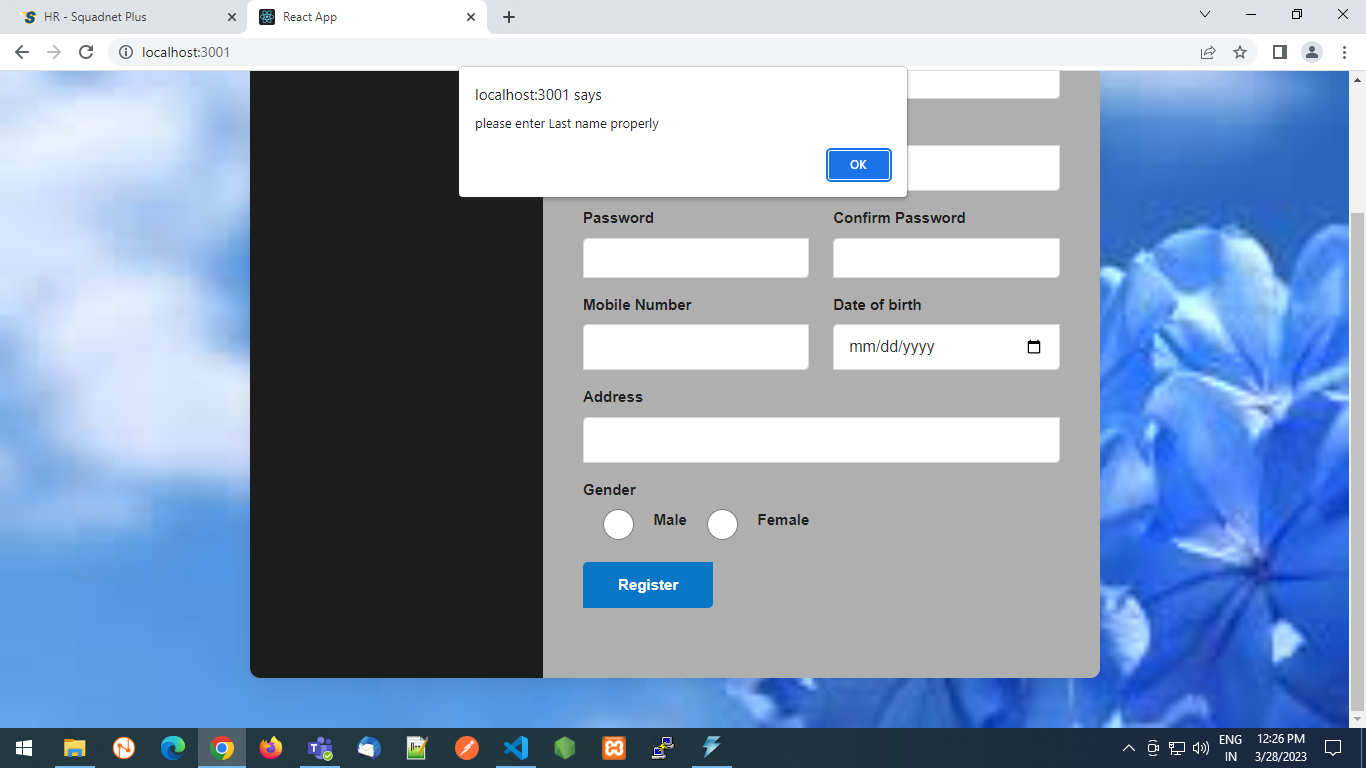 HR - Squadnet Plus
React App
localhost:3001
localhost:3001 says
please enter Last name properly
OK
Password
Confirm Password
Mobile Number
Date of birth
mm/dd/yyyy
Address
Gender
Male
Female
Register
ENG
IN
12:26 PM
3/28/2023